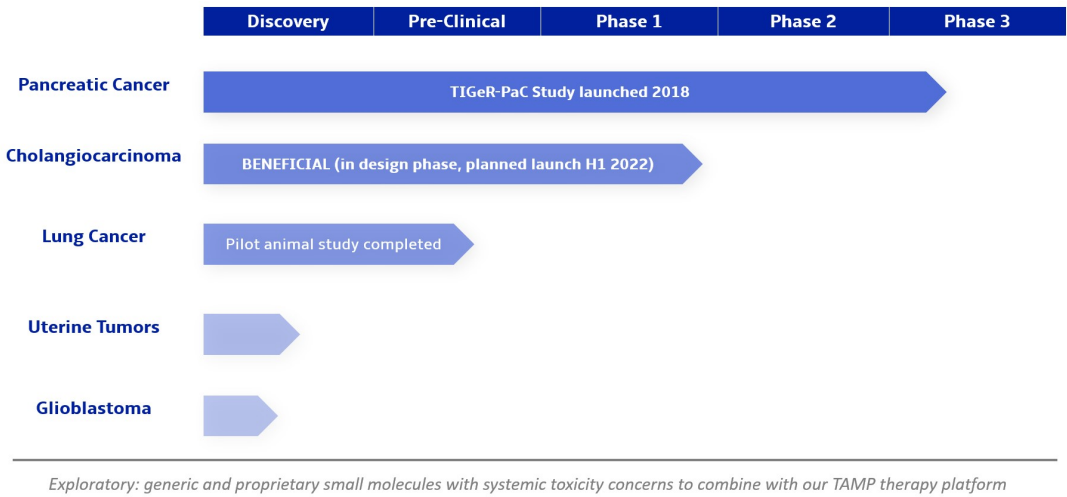 Discovery Pre-Clinical Phase 1 Phase 2 Phase 3
Pancreatic Cancer TIGeR-PaC Study launched 2018
Cholangiocarcinoma BENEFICIAL (in design phase, planned launch H1 2022)
Lung Cancer Pilot animal study completed
Uterine Tumors
Glioblastoma
Exploratory: generic and proprietary small molecules with systemic toxicity concerns to combine with our TAMP therapy platform